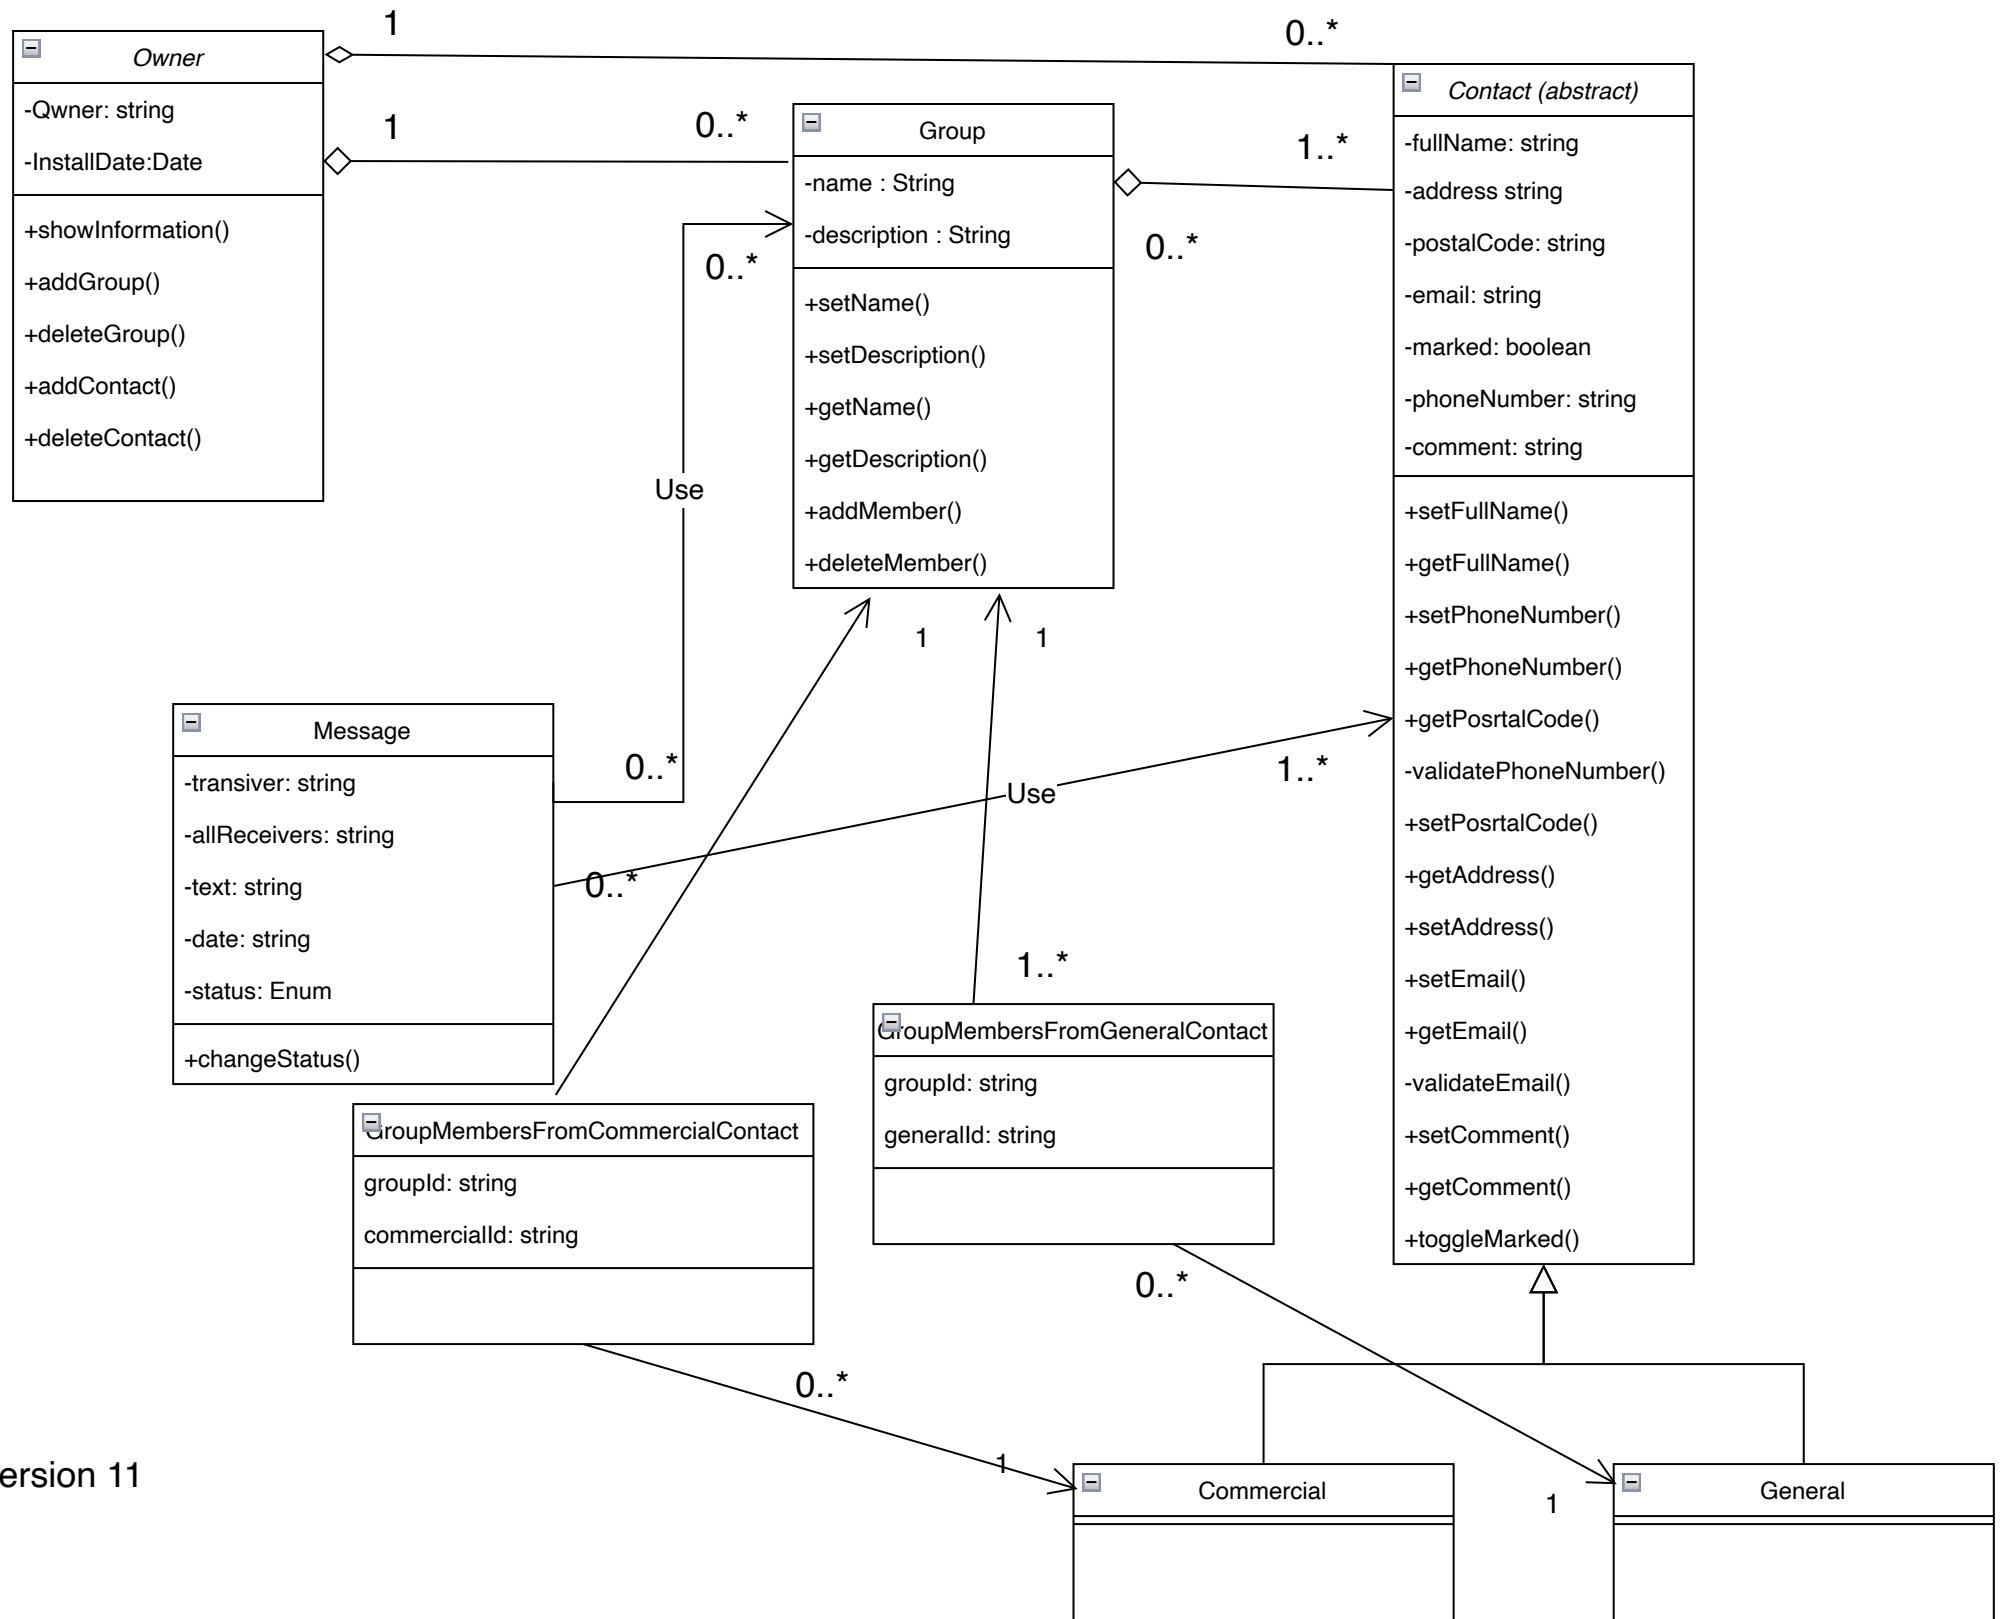 1
0..*
Owner
-Qwner: string
-InstallDate:Date
+showInformation()
+addGroup()
+deleteGroup()
+addContact()
+deleteContact()
1
0..*
Group
-name : String
-description : String
+setName()
+setDescription()
+getName()
+getDescription()
+addMember()
+deleteMember()
1..*
0..*
Contact (abstract)
-fullName: string
-address string
-postalCode: string
-email: string
-marked: boolean
-phoneNumber: string
-comment: string
+setFullName()
+getFullName()
+setPhoneNumber()
+getPhoneNumber()
+getPosrtalCode()
-validatePhoneNumber()
+setPosrtalCode()
+getAddress()
+setAddress()
+setEmail()
+getEmail()
-validateEmail()
+setComment()
+getComment()
+toggleMarked()
0..*
Use
0..*
1
1
Message
-transiver: string
-allReceivers: string
-text: string
-date: string
-status: Enum
+changeStatus()
0..*
Use
1..*
1..*
GroupMembersFromGeneralContact
groupId: string
generalId: string
GroupMembersFromCommercialContact
groupId: string
commercialId: string
0..*
0..*
1
1
Commercial
General
ersion 11